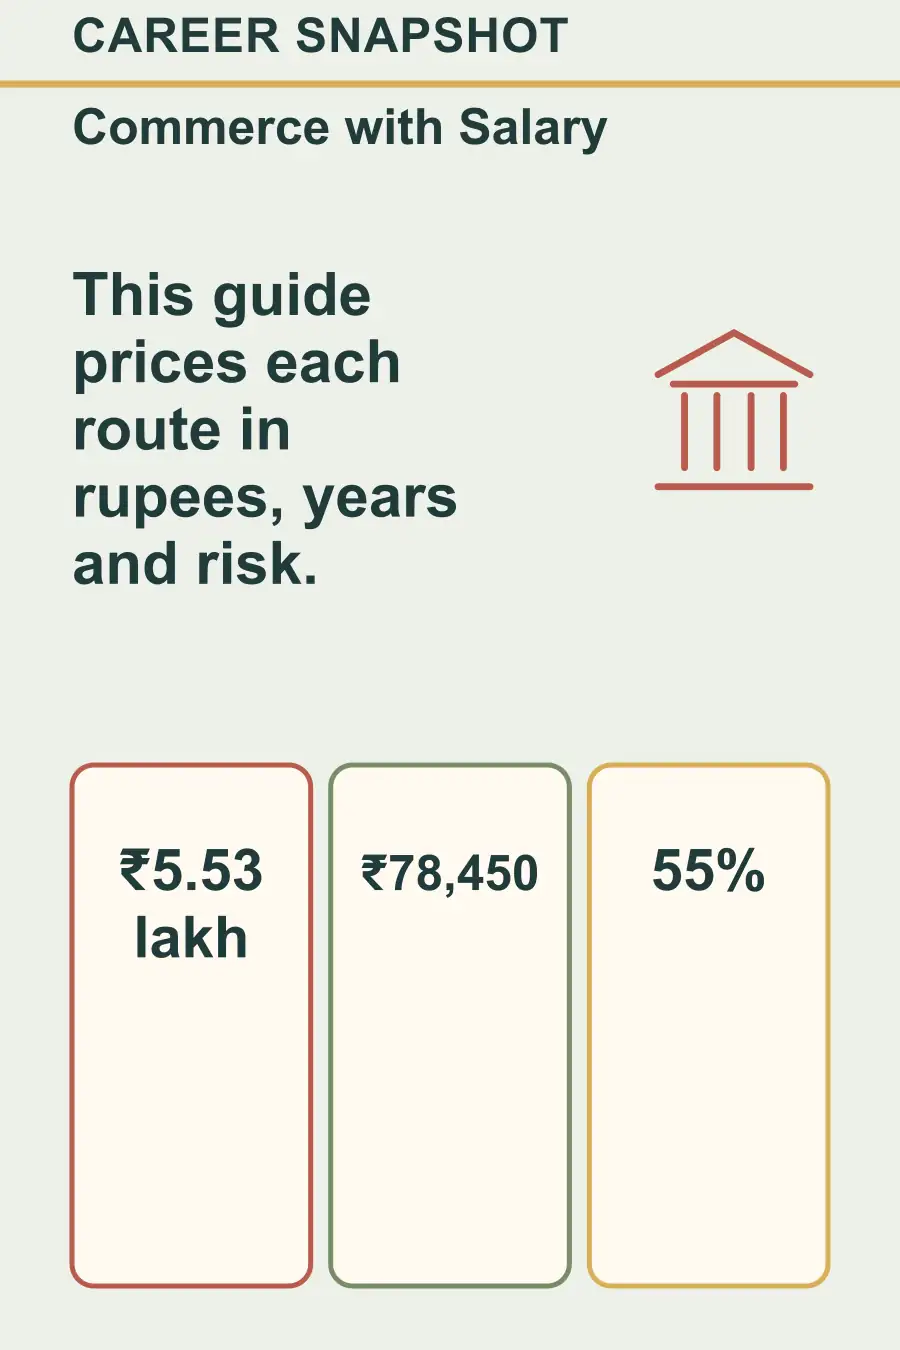 CAREER SNAPSHOT
Commerce with Salary
This guide
prices each
route in
rupees, years
and risk.
₹5.53
lakh
₹78,450
55%